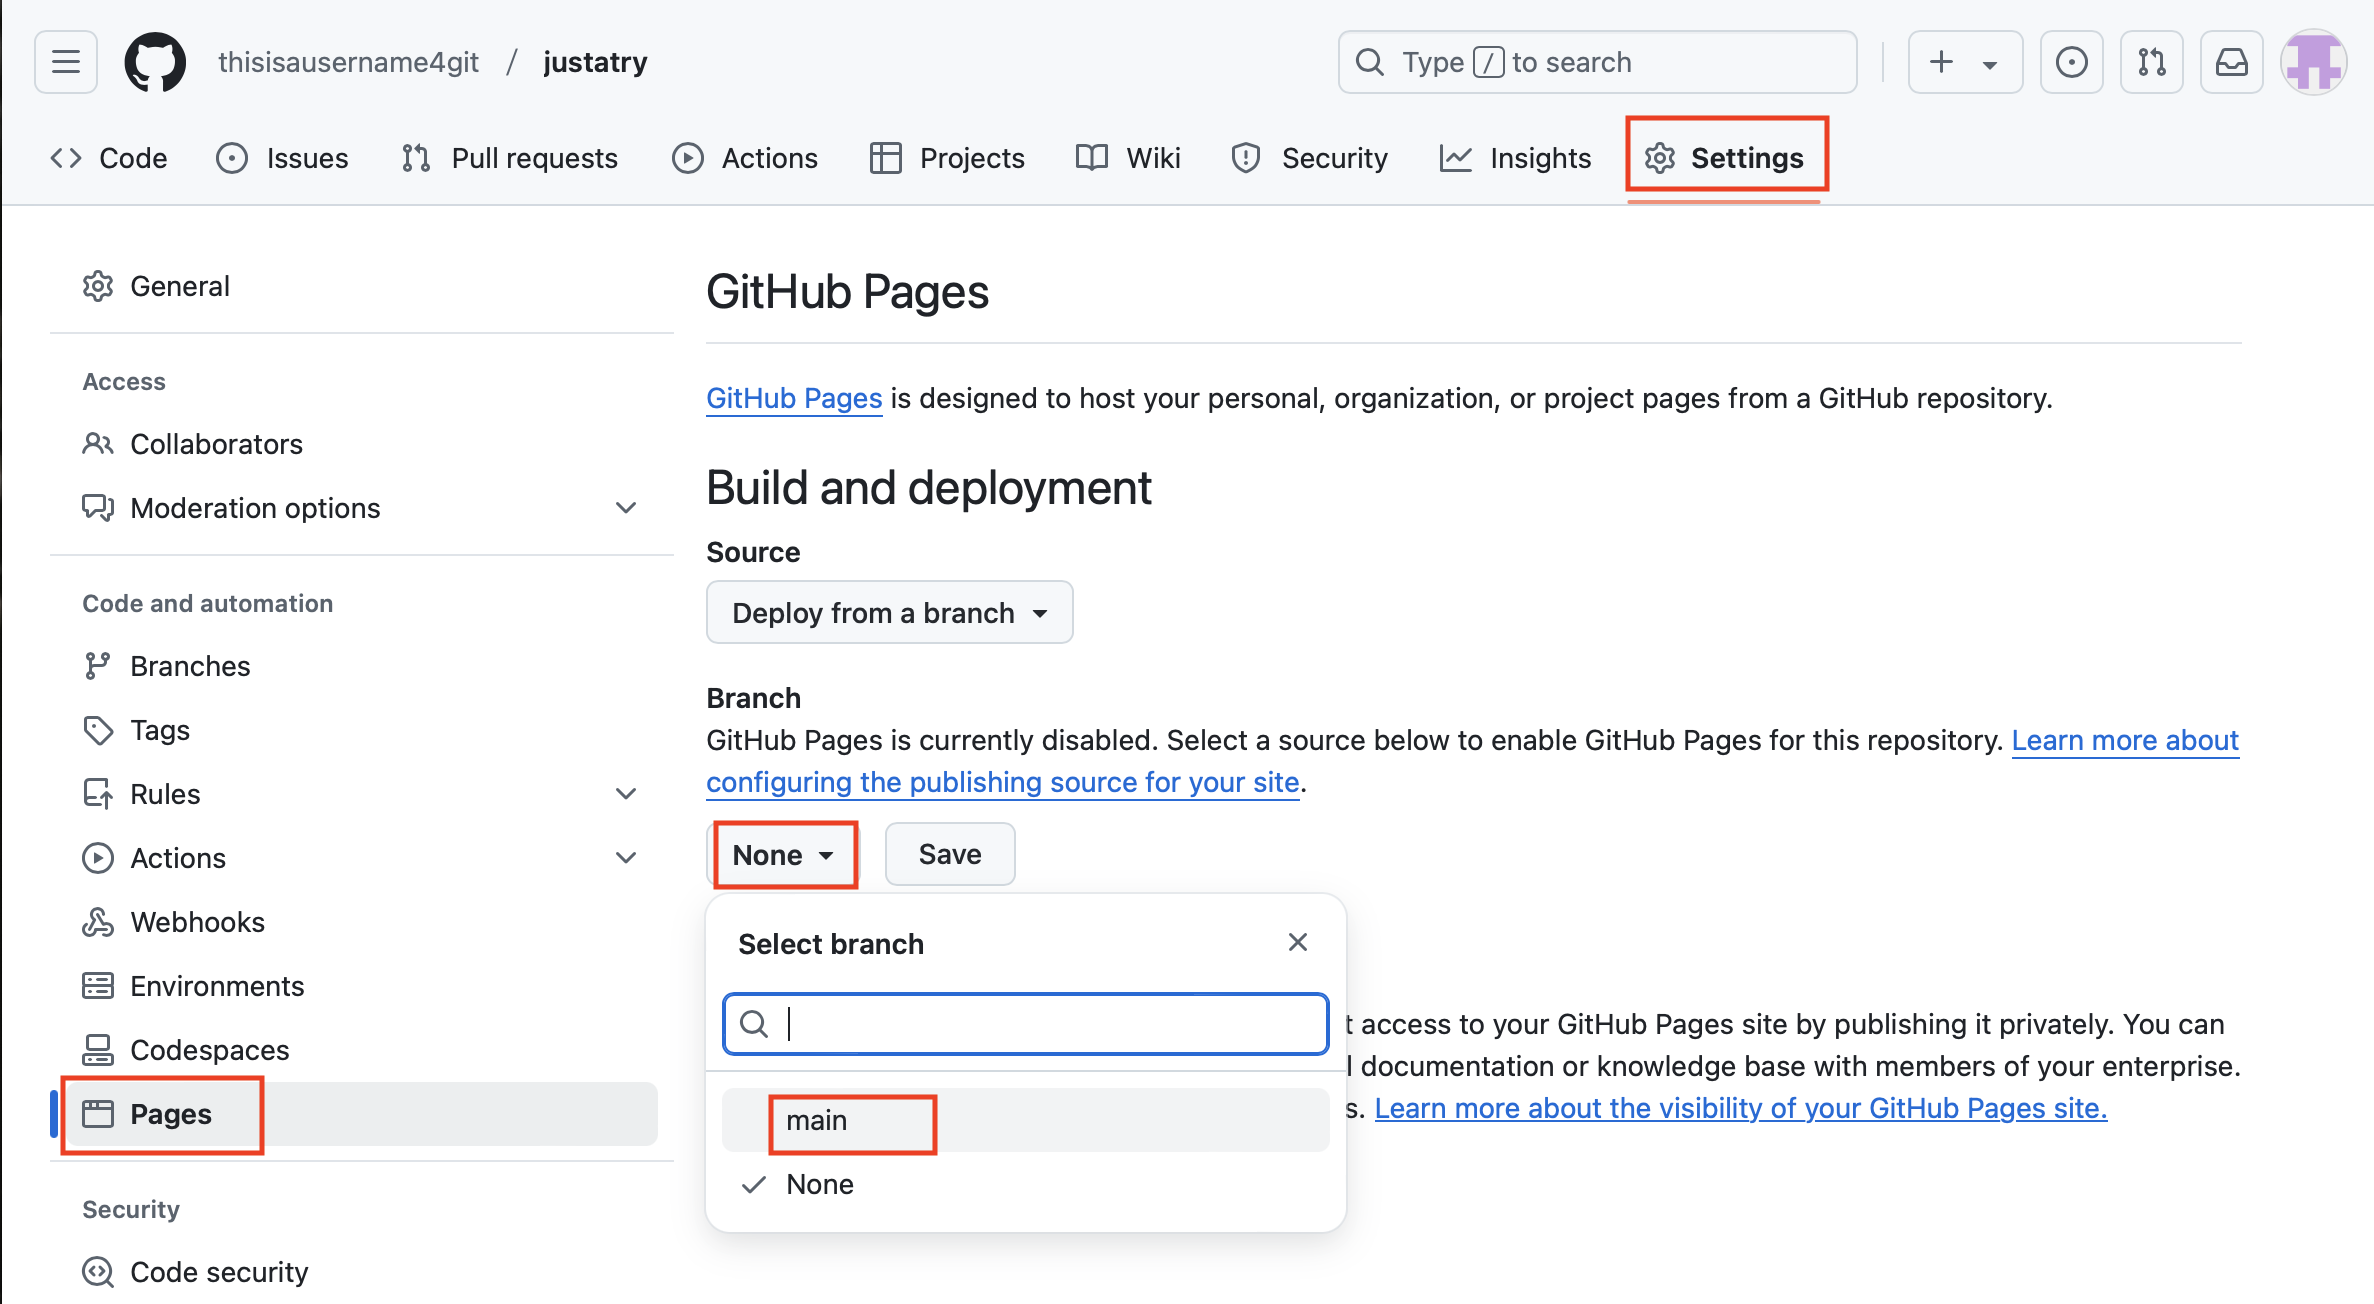 thisisausername4git / justatry
Type / to search
Code Issues Pull requests Actions Projects Wiki Security Insights Settings
General
Access
Collaborators
Moderation options
Code and automation
Branches
Tags
Rules
Actions
Webhooks
Environments
Codespaces
Pages
Security
Code security
GitHub Pages
GitHub Pages is designed to host your personal, organization, or project pages from a GitHub repository.
Build and deployment
Source
Deploy from a branch
Branch
GitHub Pages is currently disabled. Select a source below to enable GitHub Pages for this repository. Learn more about
configuring the publishing source for your site.
None Save
Select branch
main
None
access to your GitHub Pages site by publishing it privately. You can
documentation or knowledge base with members of your enterprise.
Learn more about the visibility of your GitHub Pages site.